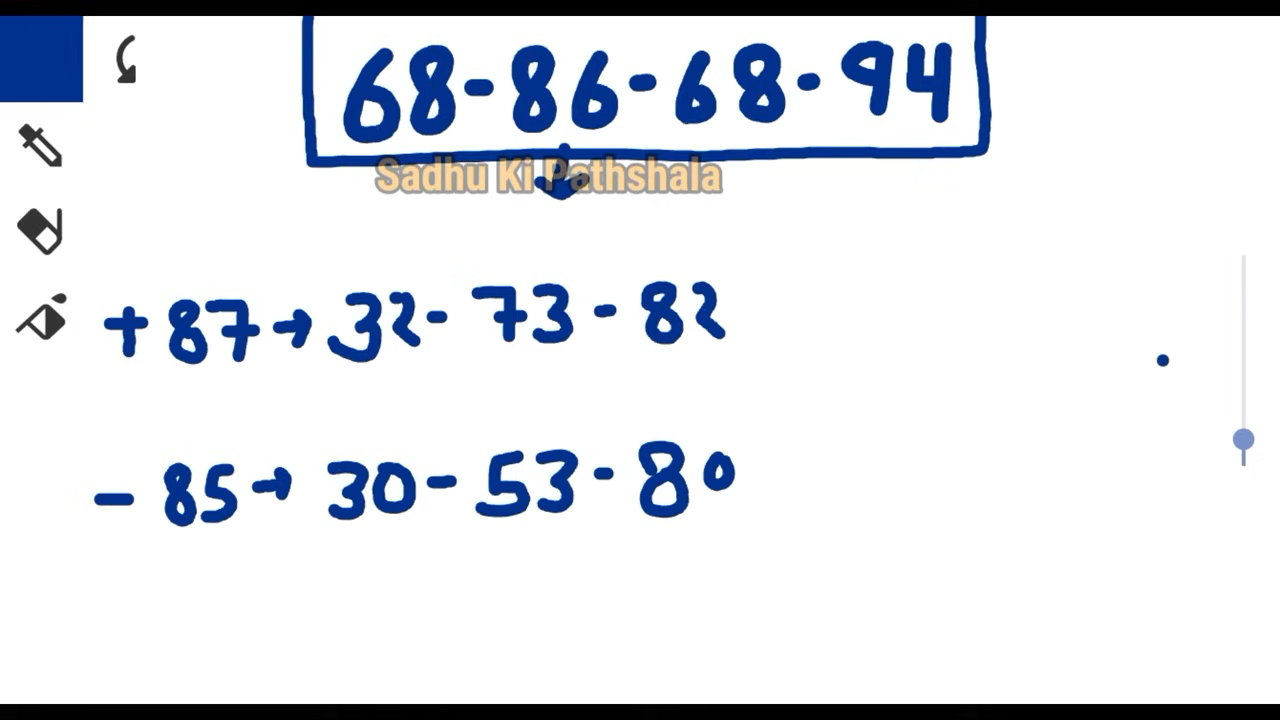 68-86-68-94
Sadhu Ki Pathshala
+ 87 → 32 - 73 - 82
- 85 → 30 - 53 - 80